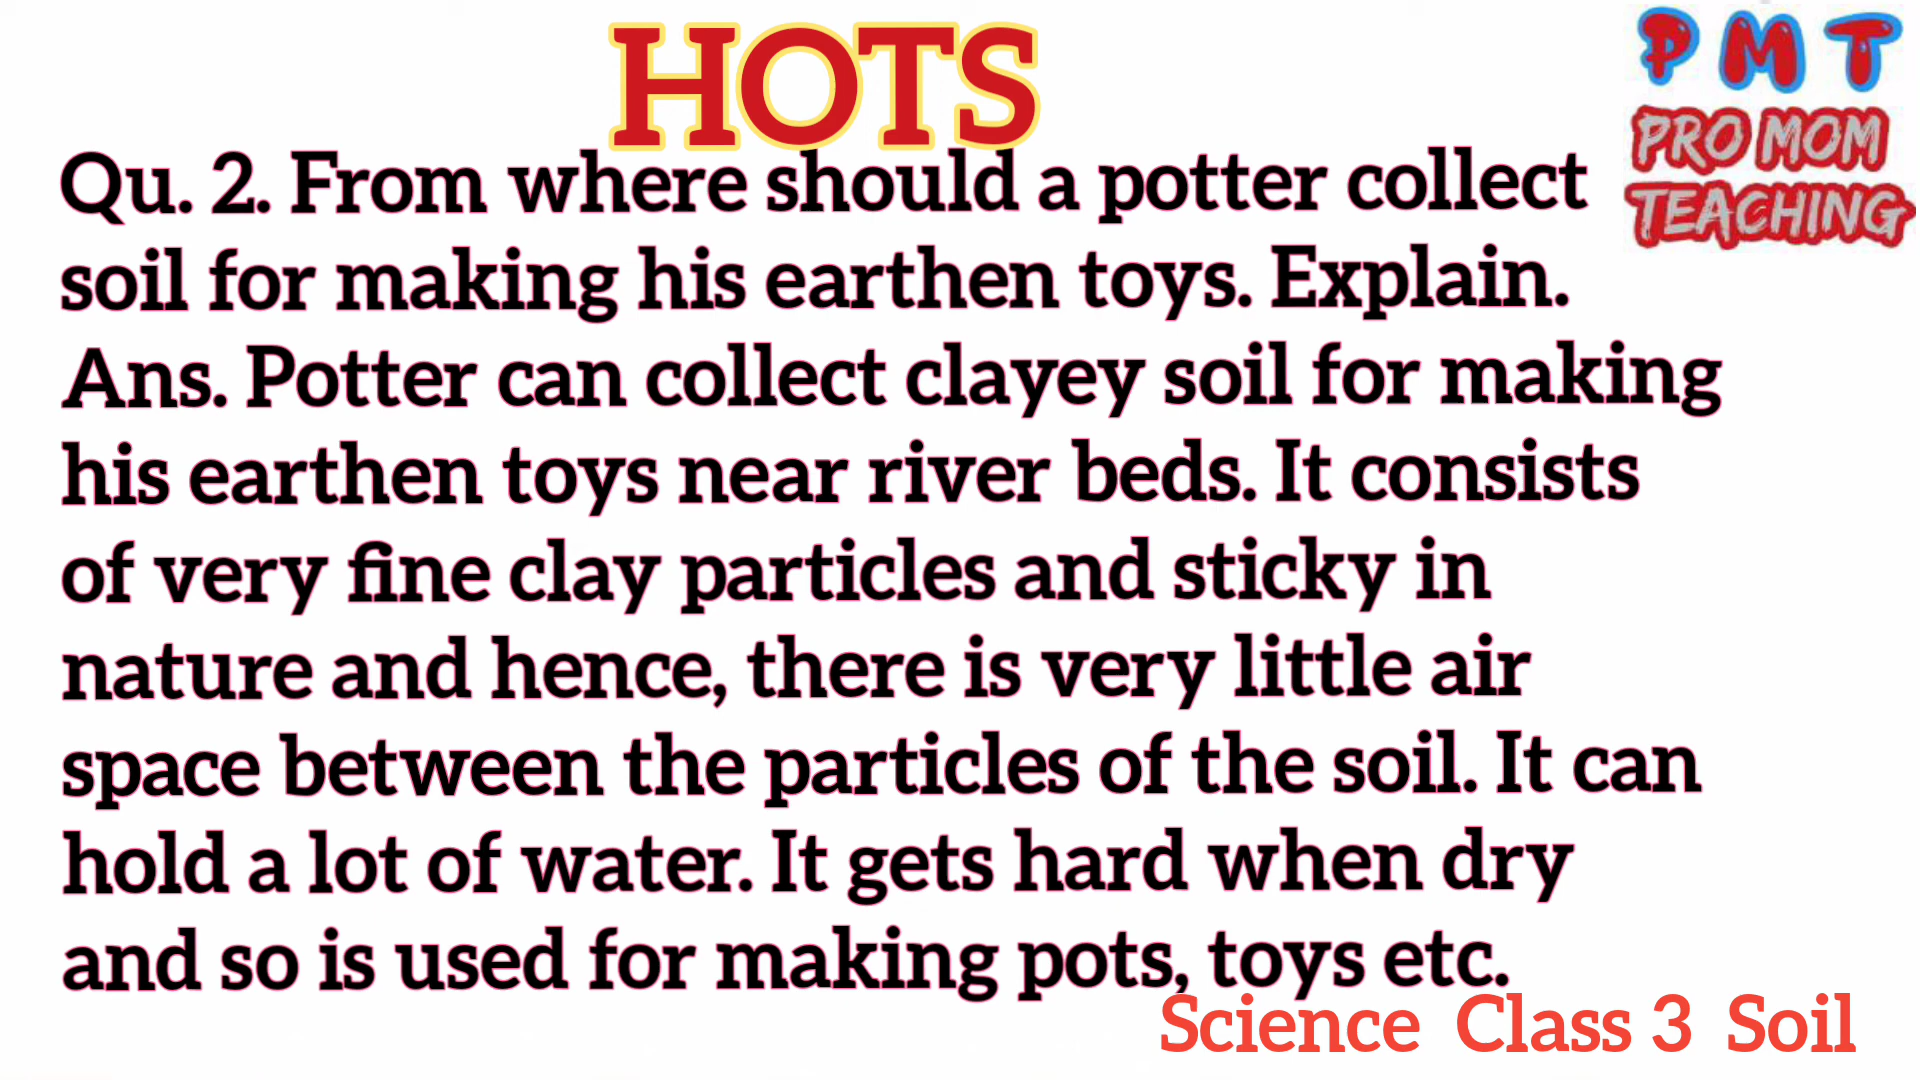 HOTS
P M T
PRO MOM
TEACHING
Qu. 2. From where should a potter collect
soil for making his earthen toys. Explain.
Ans. Potter can collect clayey soil for making
his earthen toys near river beds. It consists
of very fine clay particles and sticky in
nature and hence, there is very little air
space between the particles of the soil. It can
hold a lot of water. It gets hard when dry
and so is used for making pots, toys etc.
Science Class 3 Soil